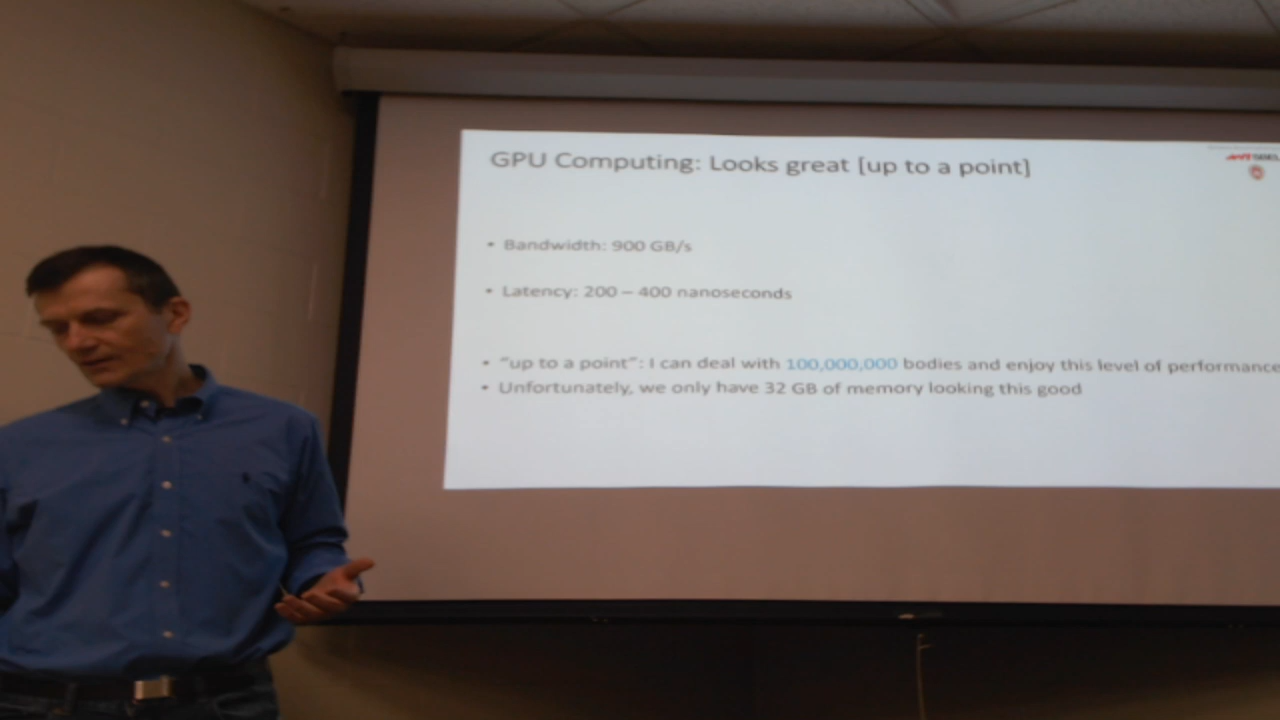 GPU Computing: Looks great [up to a point]
• Bandwidth: 900 GB/s
• Latency: 200 – 400 nanoseconds
• "up to a point": I can deal with 100,000,000 bodies and enjoy this level of performance
• Unfortunately, we only have 32 GB of memory looking this good